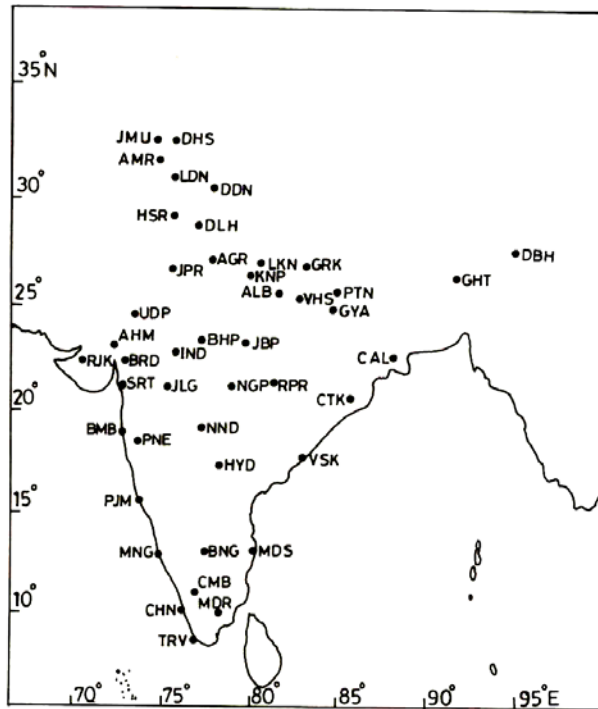 35°N
JMU DHS
AMR
30°
LDN
DDN
HSR
DLH
AGR LKN GRK DBH
JPR KNP GHT
ALB VHS PTN
25°
UDP GYA
AHM BHP JBP
RJK BRD IND CAL
SRT JLG NGP RPR
20°
CTK
BMB PNE NND
HYD VSK
15°
PJM
MNG BNG MDS
CMB
10°
CHN MDR
TRV
70° 75° 80° 85° 90° 95°E